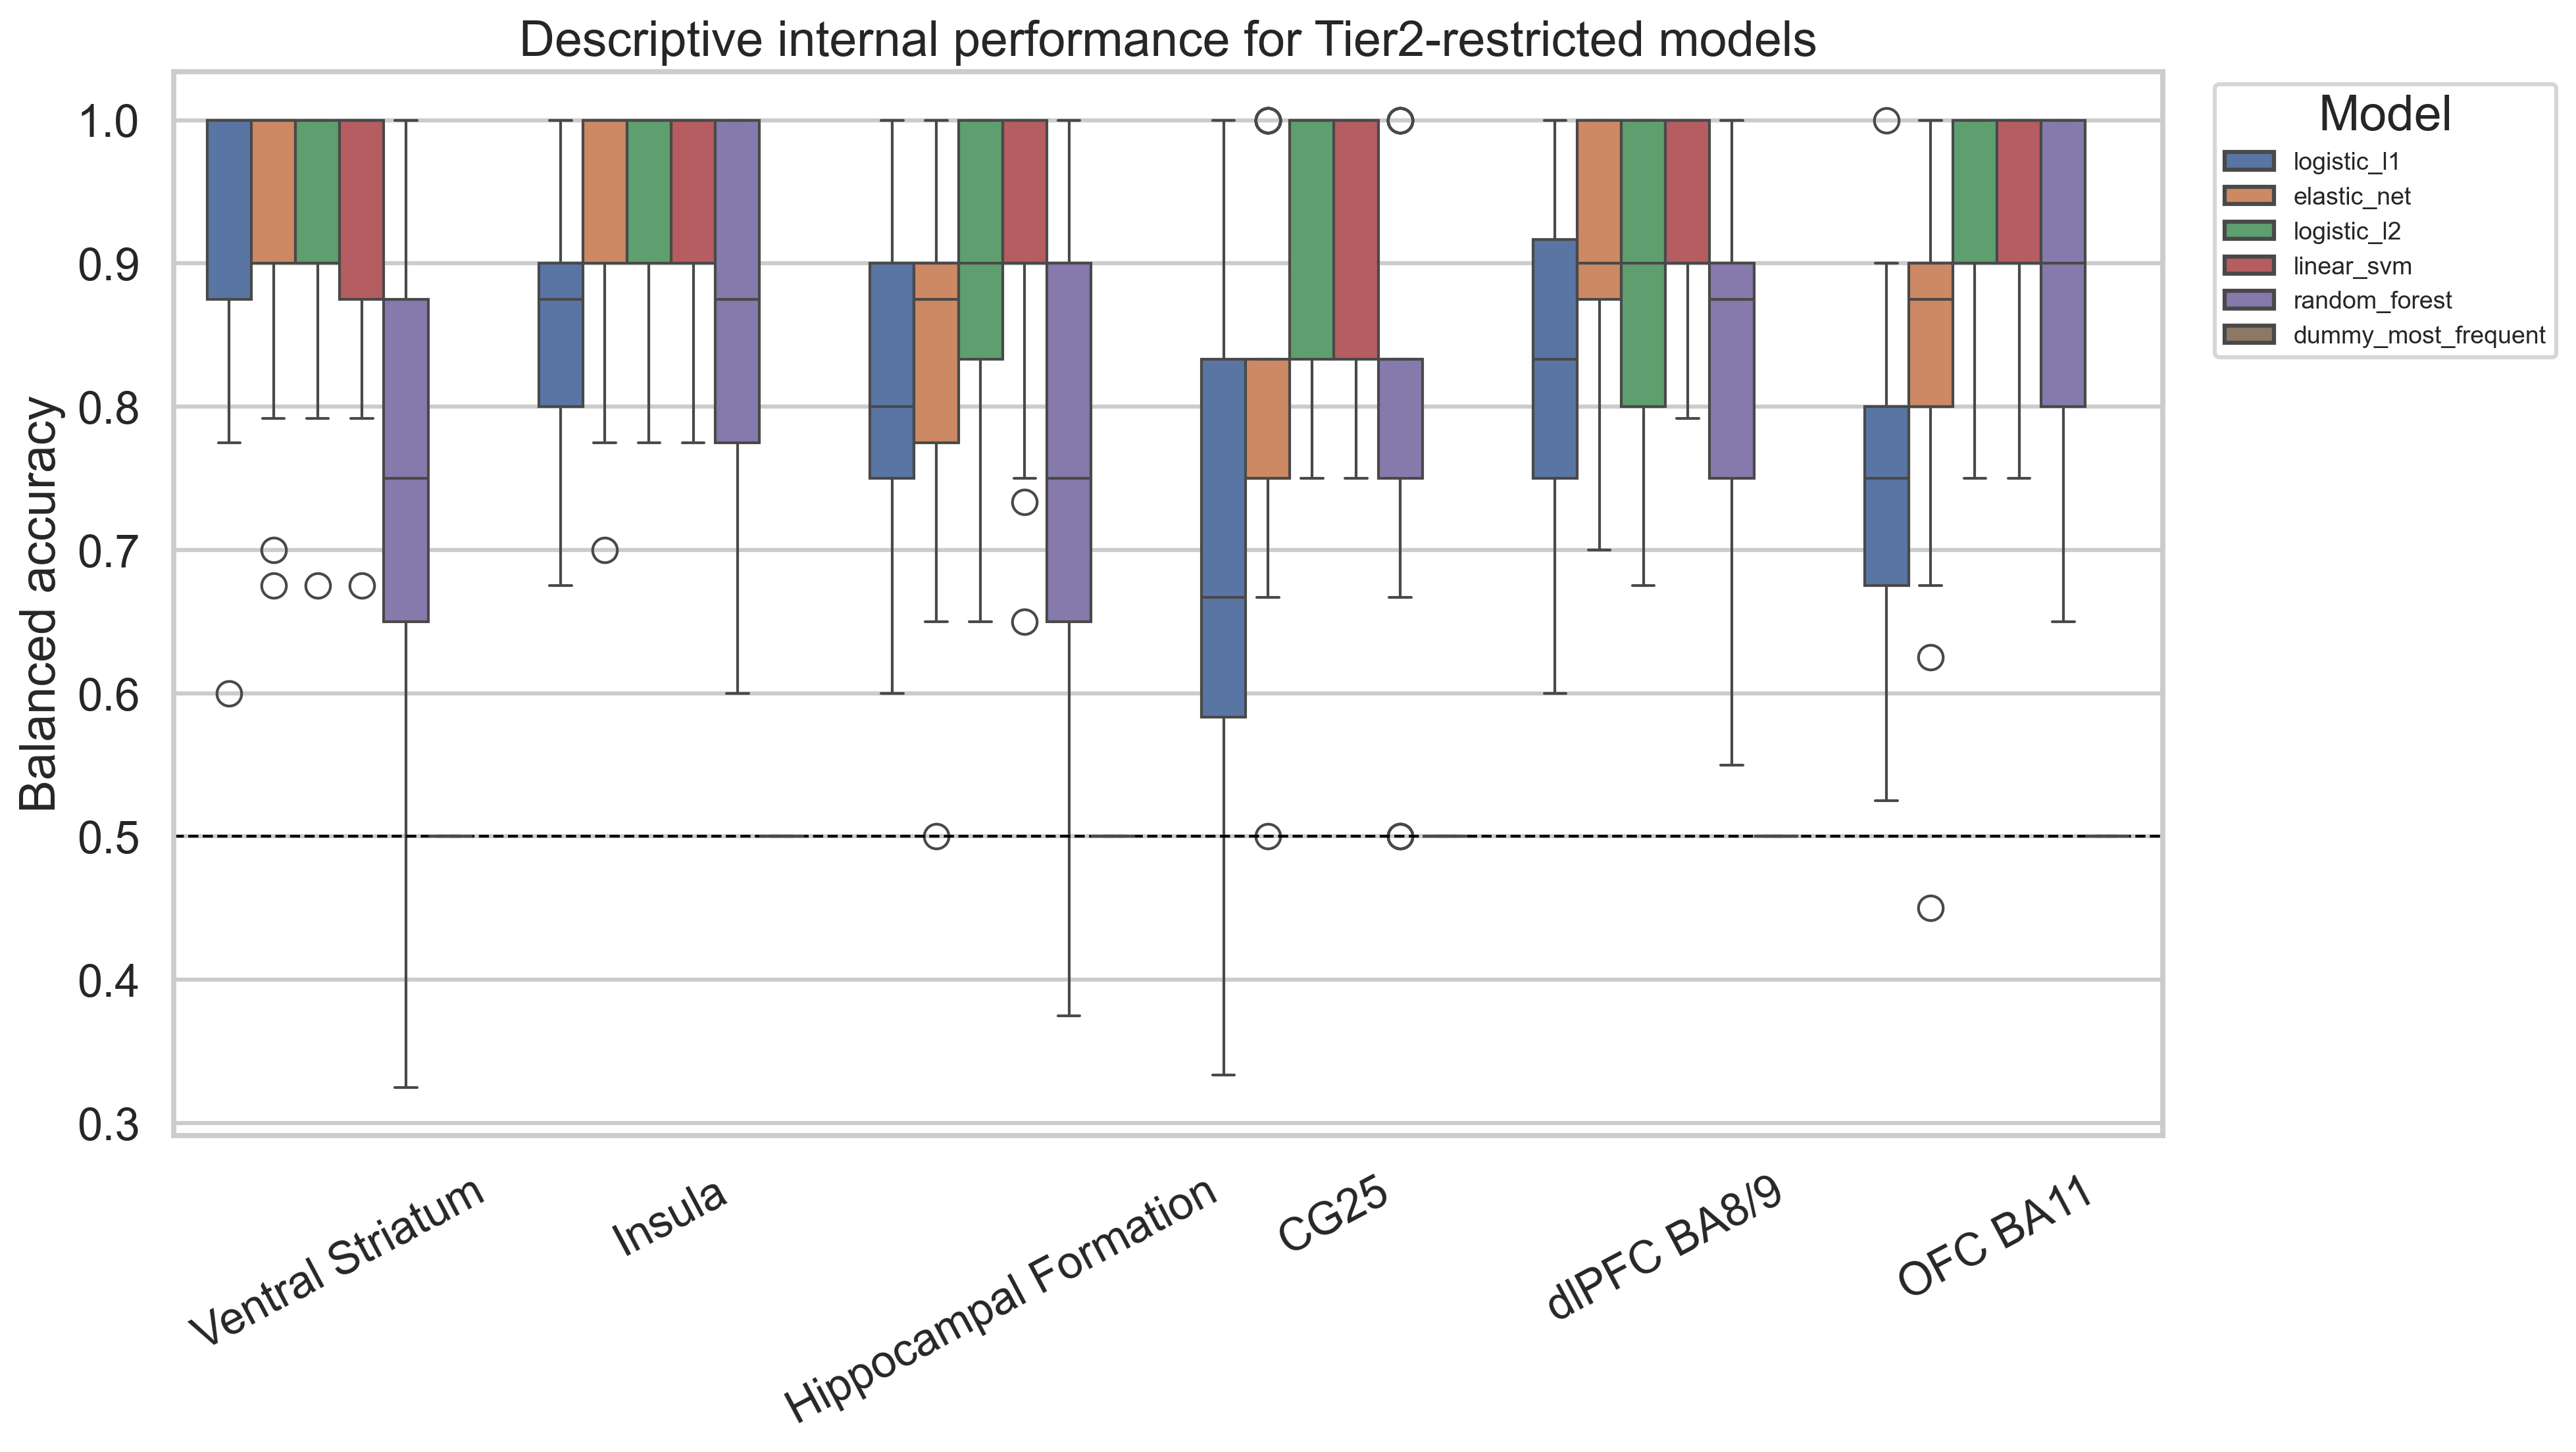 Descriptive internal performance for Tier2-restricted models
Balanced accuracy
1.0
0.9
0.8
0.7
0.6
0.5
0.4
0.3
Ventral Striatum
Insula
Hippocampal Formation
CG25
dlPFC BA8/9
OFC BA11
Model
logistic_l1
elastic_net
logistic_l2
linear_svm
random_forest
dummy_most_frequent